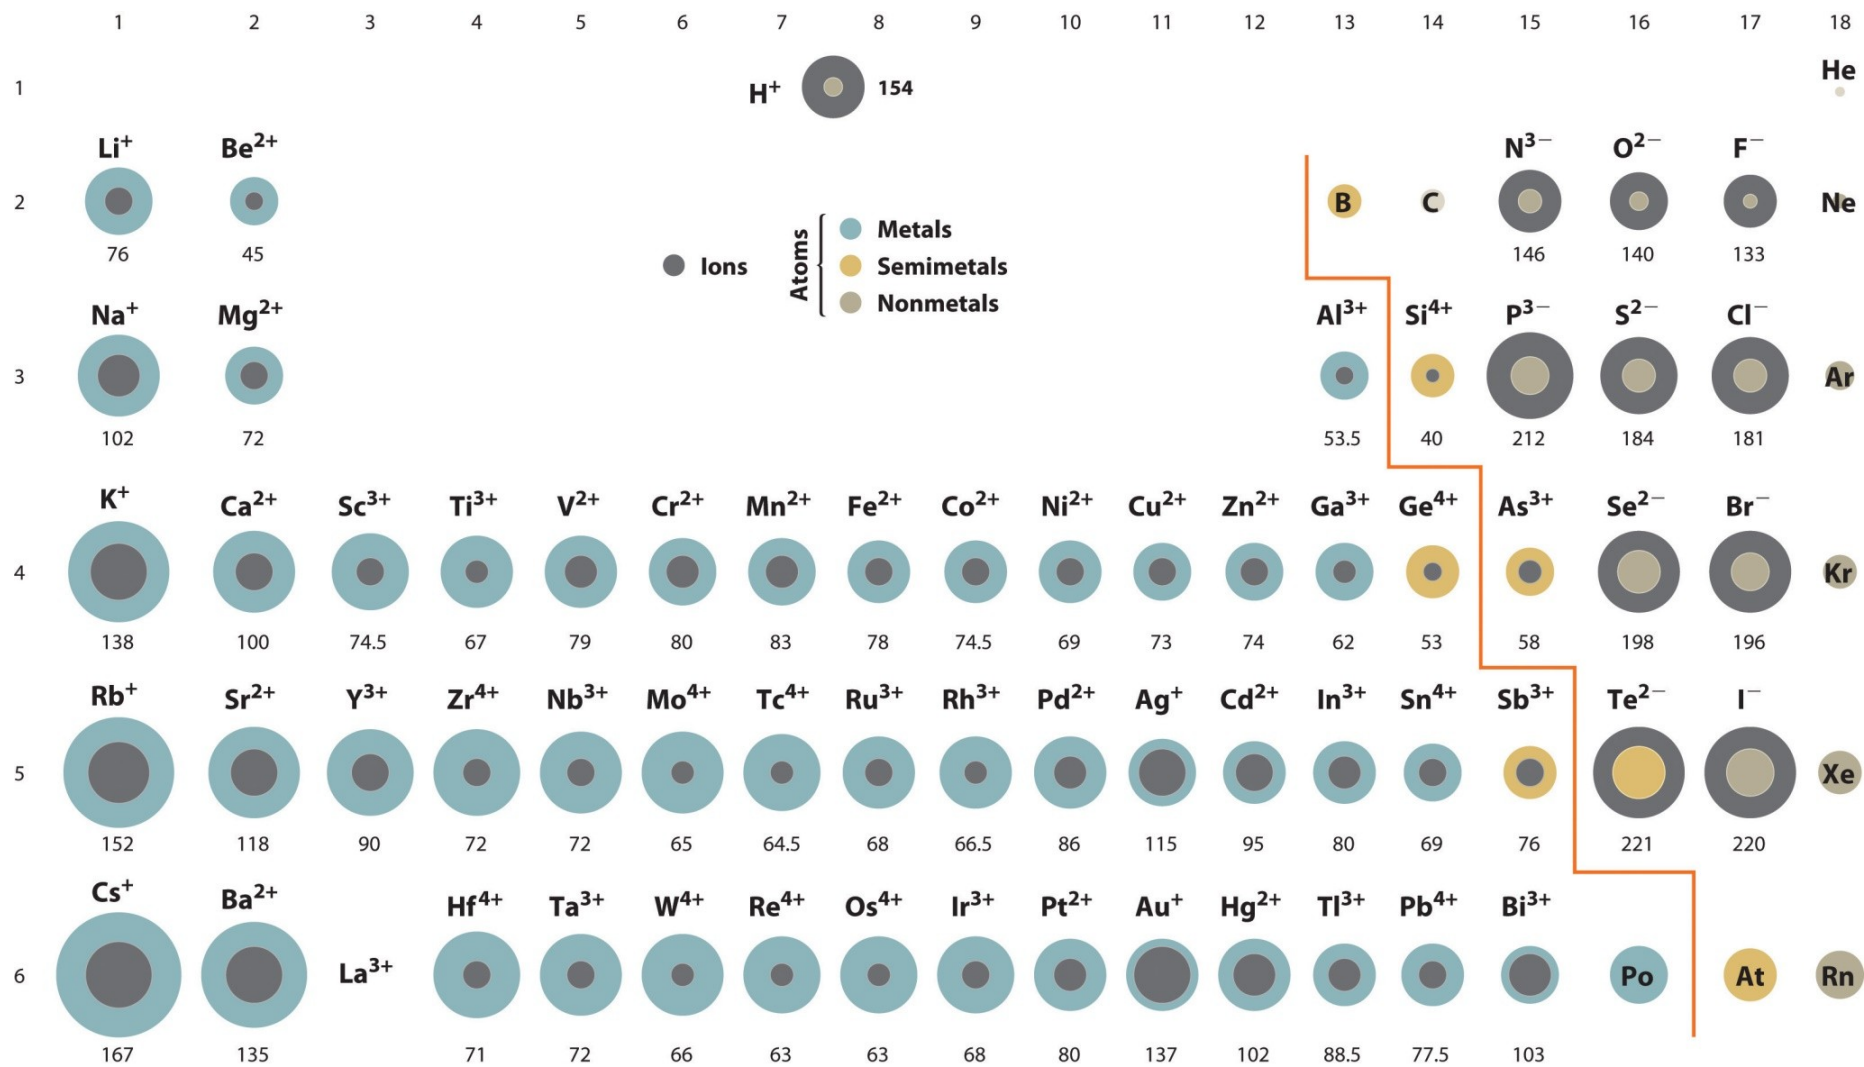 1 2 3 4 5 6 7 8 9 10 11 12 13 14 15 16 17 18
1 H⁺ 154 He
Li⁺ Be²⁺ N³⁻ O²⁻ F⁻
2 B C Ne
76 45 146 140 133
Ions
Atoms
Metals
Semimetals
Nonmetals
Na⁺ Mg²⁺ Al³⁺ Si⁴⁺ P³⁻ S²⁻ Cl⁻
3 Ar
102 72 53.5 40 212 184 181
K⁺ Ca²⁺ Sc³⁺ Ti³⁺ V²⁺ Cr²⁺ Mn²⁺ Fe²⁺ Co²⁺ Ni²⁺ Cu²⁺ Zn²⁺ Ga³⁺ Ge⁴⁺ As³⁺ Se²⁻ Br⁻
4 Kr
138 100 74.5 67 79 80 83 78 74.5 69 73 74 62 53 58 198 196
Rb⁺ Sr²⁺ Y³⁺ Zr⁴⁺ Nb³⁺ Mo⁴⁺ Tc⁴⁺ Ru³⁺ Rh³⁺ Pd²⁺ Ag⁺ Cd²⁺ In³⁺ Sn⁴⁺ Sb³⁺ Te²⁻ I⁻
5 Xe
152 118 90 72 72 65 64.5 68 66.5 86 115 95 80 69 76 221 220
Cs⁺ Ba²⁺ Hf⁴⁺ Ta³⁺ W⁴⁺ Re⁴⁺ Os⁴⁺ Ir³⁺ Pt²⁺ Au⁺ Hg²⁺ Tl³⁺ Pb⁴⁺ Bi³⁺
6 La³⁺ Po At Rn
167 135 71 72 66 63 63 68 80 137 102 88.5 77.5 103